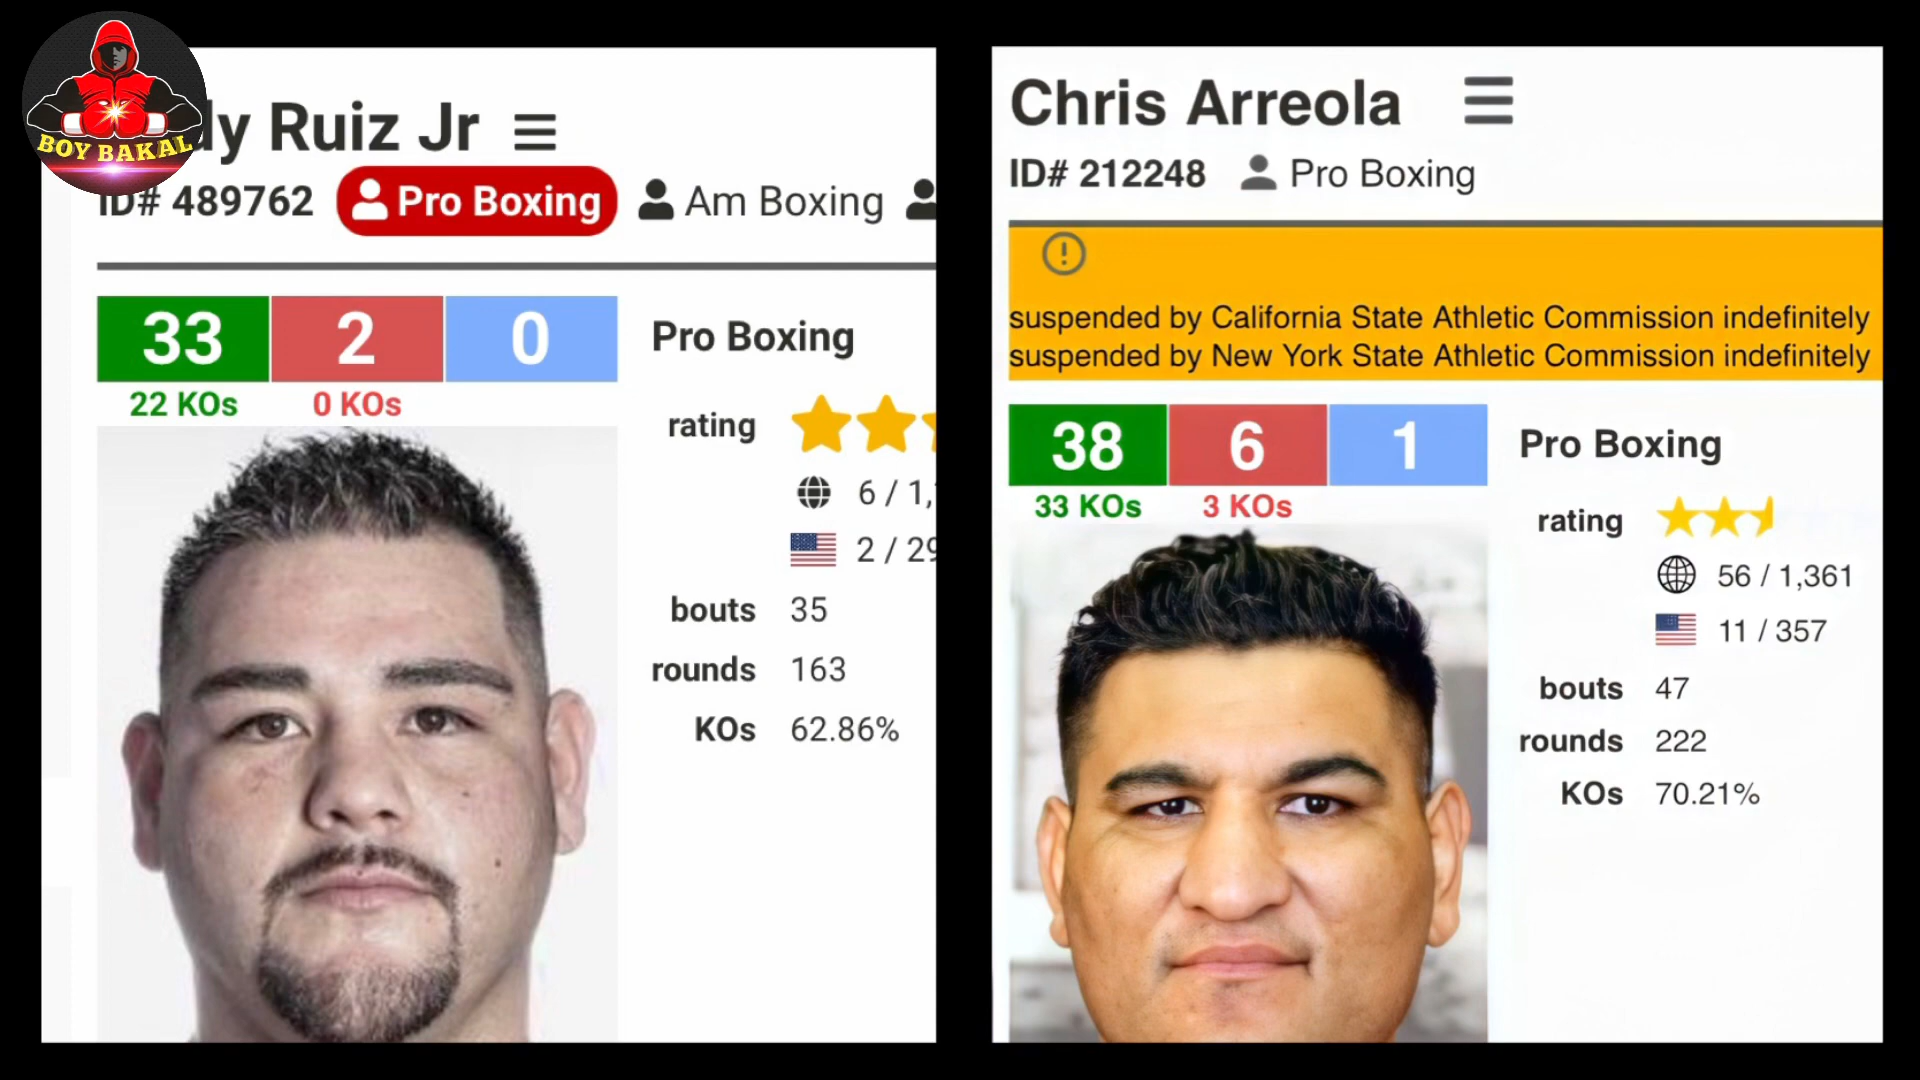 BOY BAKAL
dy Ruiz Jr
ID# 489762 Pro Boxing Am Boxing
33 2 0
22 KOs 0 KOs
Pro Boxing
rating
6 / 1,
2 / 29
bouts 35
rounds 163
KOs 62.86%
Chris Arreola
ID# 212248 Pro Boxing
suspended by California State Athletic Commission indefinitely
suspended by New York State Athletic Commission indefinitely
38 6 1
33 KOs 3 KOs
Pro Boxing
rating
56 / 1,361
11 / 357
bouts 47
rounds 222
KOs 70.21%